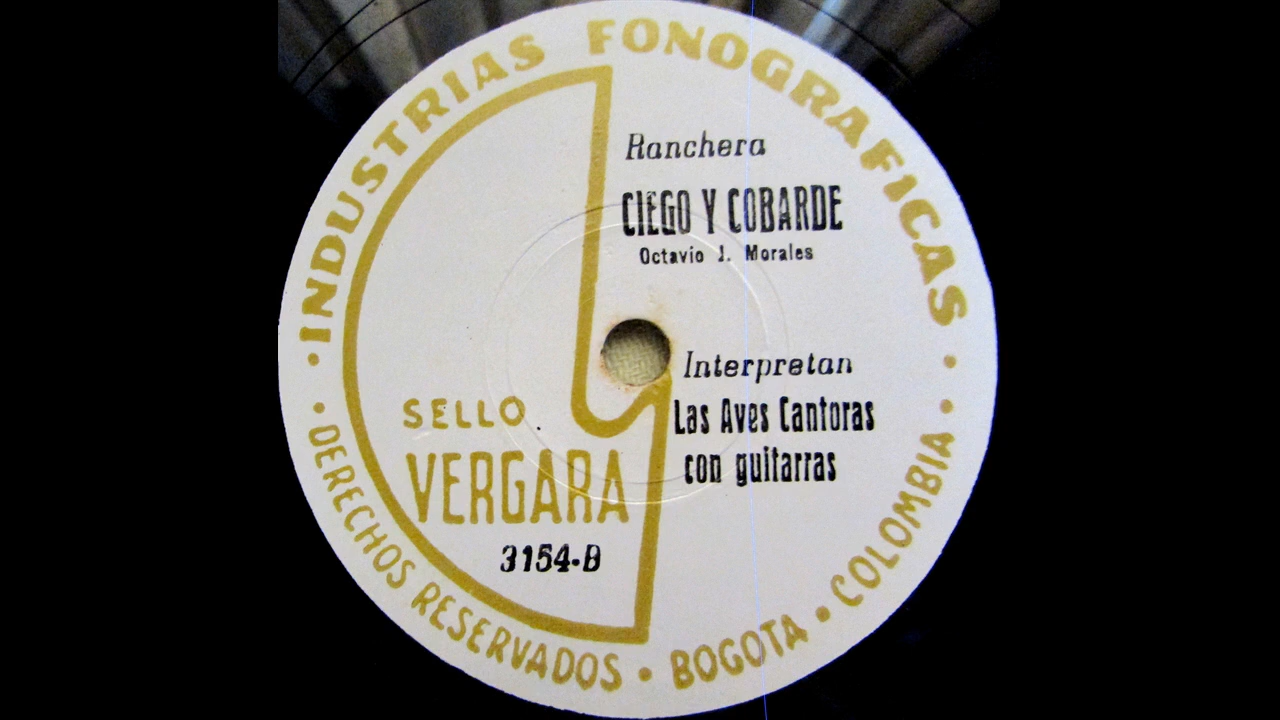 INDUSTRIAS FONOGRAFICAS
Ranchera
CIEGO Y COBARDE
Octavio J. Morales
Interpretan
Las Aves Cantoras
con guitarras
SELLO
VERGARA
3154-B
DERECHOS RESERVADOS • BOGOTA • COLOMBIA •